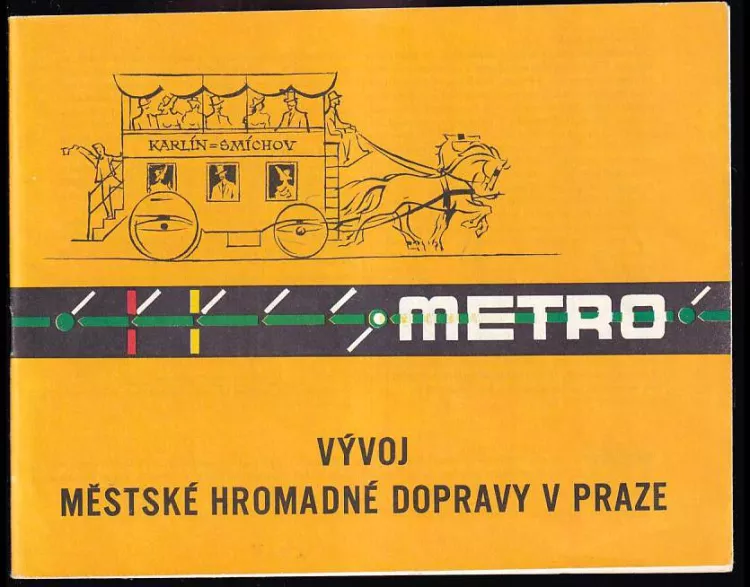 KARLÍN=SMÍCHOV
METRO
VÝVOJ
MĚSTSKÉ HROMADNÉ DOPRAVY V PRAZE